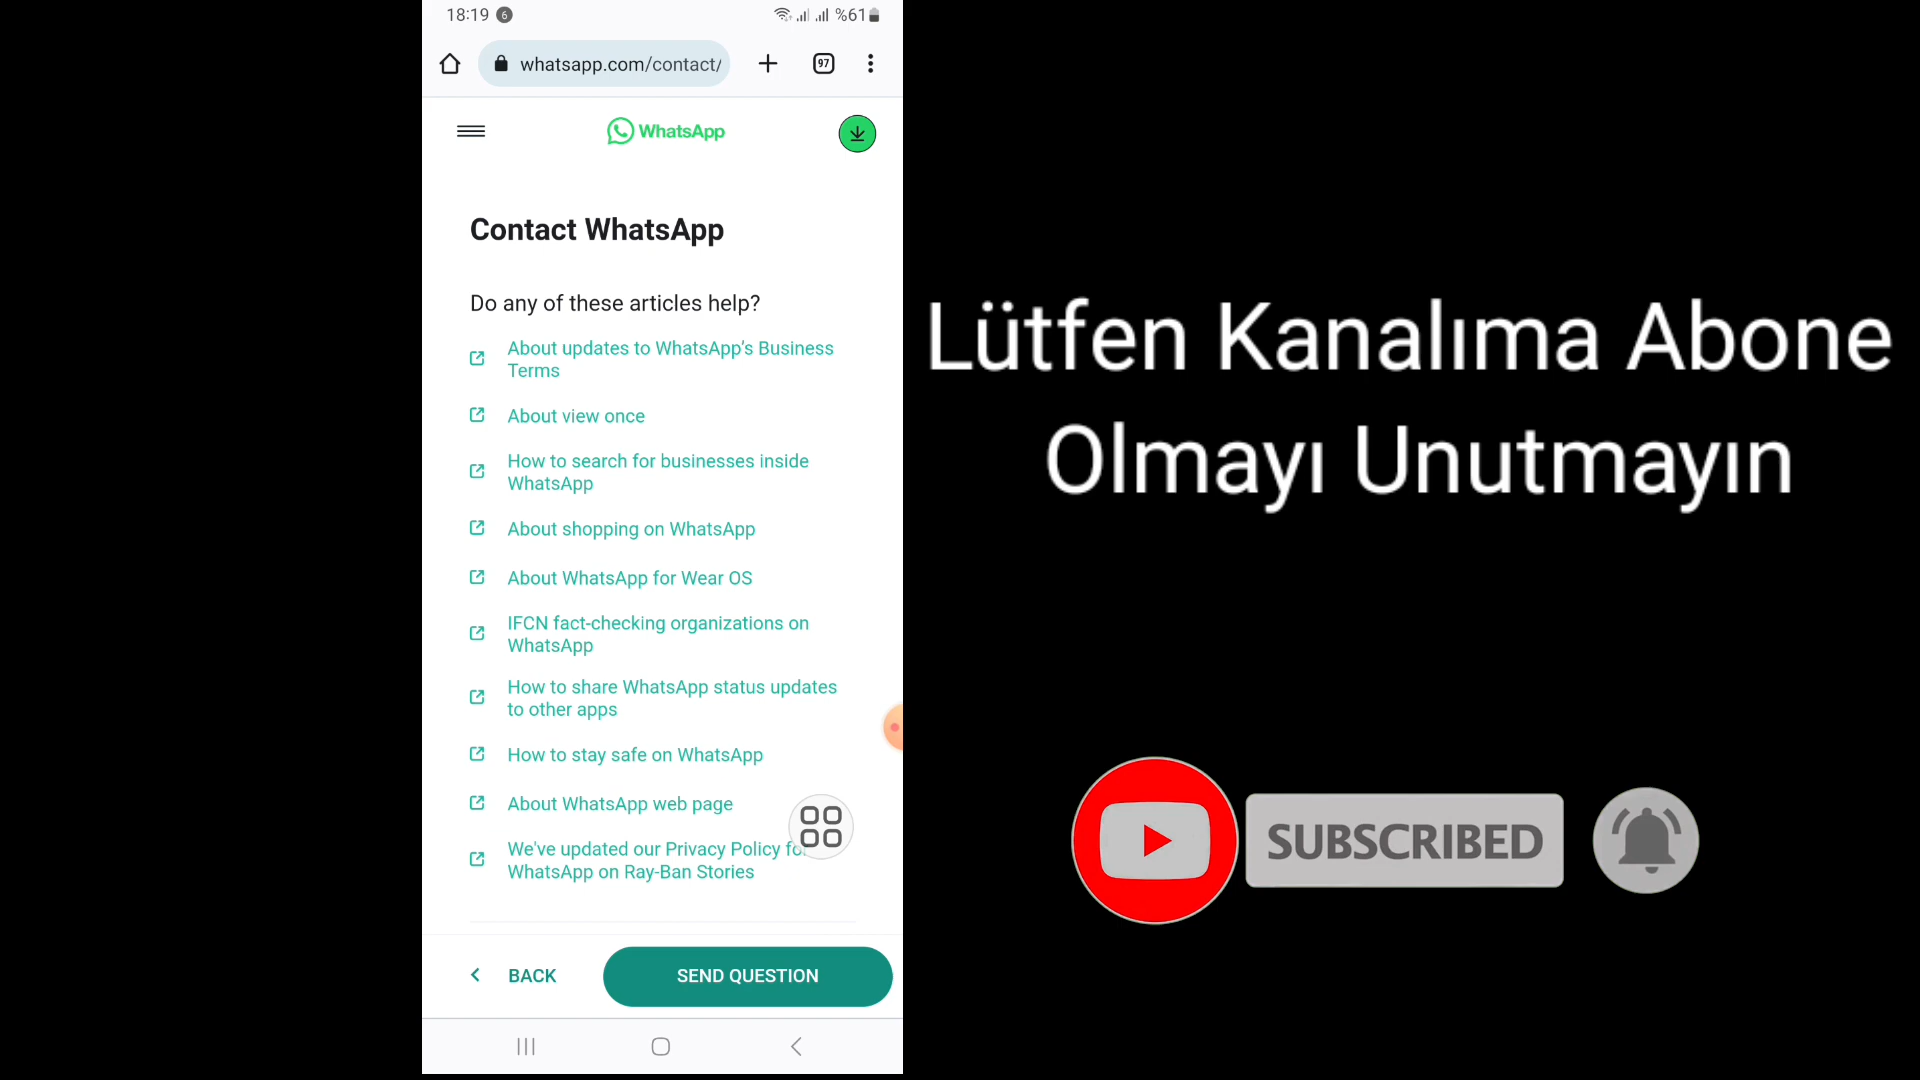 18:19 6 %61
whatsapp.com/contact/ 97
WhatsApp
Contact WhatsApp
Do any of these articles help?
About updates to WhatsApp's Business
Terms
About view once
How to search for businesses inside
WhatsApp
About shopping on WhatsApp
About WhatsApp for Wear OS
IFCN fact-checking organizations on
WhatsApp
How to share WhatsApp status updates
to other apps
How to stay safe on WhatsApp
About WhatsApp web page
We've updated our Privacy Policy
WhatsApp on Ray-Ban Stories
BACK SEND QUESTION
Lütfen Kanalıma Abone
Olmayı Unutmayın
SUBSCRIBED